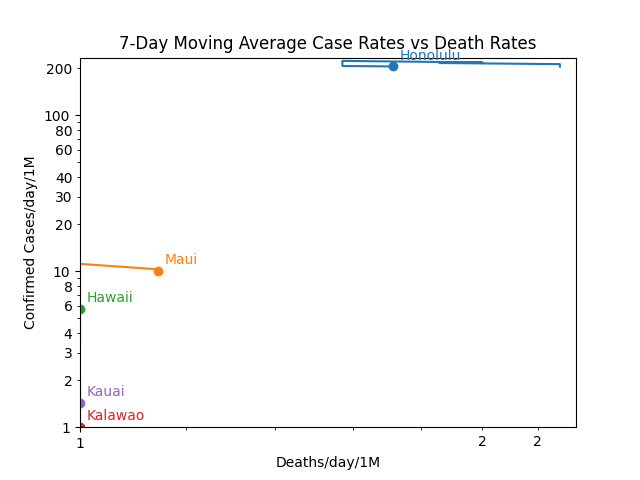 7-Day Moving Average Case Rates vs Death Rates
Honolulu
200
100
80
60
40
30
20
Maui
10
8
Hawaii
6
4
3
2
Kauai
Kalawao
1
1
2
2
Confirmed Cases/day/1M
Deaths/day/1M